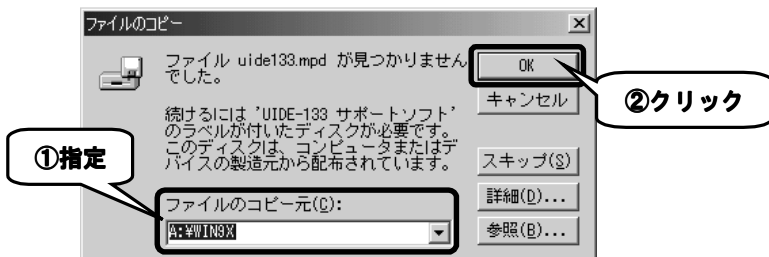 ファイルのコピー
ファイル uide133.mpd が見つかりません
でした。
続けるには 'UIDE-133 サポートソフト'
のラベルが付いたディスクが必要です。
このディスクは、コンピュータまたはデ
バイスの製造元から配布されています。
ファイルのコピー元(C):
A:¥WIN9X
OK
キャンセル
スキップ(S)
詳細(D)...
参照(B)...
①指定
②クリック